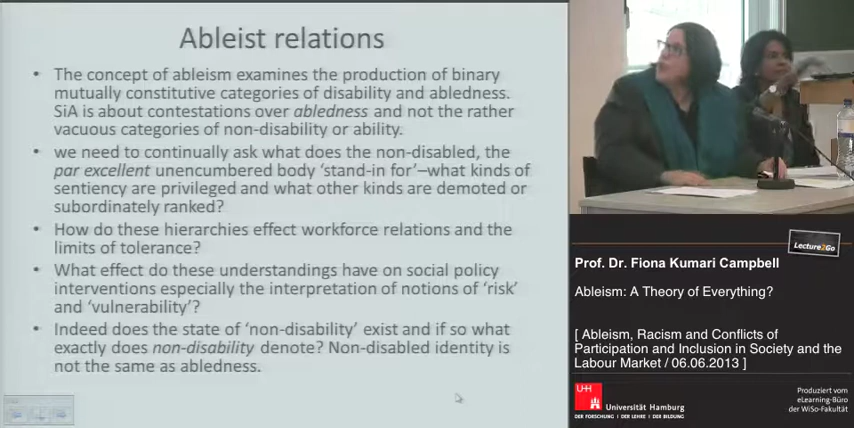 Ableist relations
• The concept of ableism examines the production of binary
mutually constitutive categories of disability and abledness.
SiA is about contestations over abledness and not the rather
vacuous categories of non-disability or ability.
• we need to continually ask what does the non-disabled, the
par excellent unencumbered body ‘stand-in for’–what kinds of
sentiency are privileged and what other kinds are demoted or
subordinately ranked?
• How do these hierarchies effect workforce relations and the
limits of tolerance?
• What effect do these understandings have on social policy
interventions especially the interpretation of notions of ‘risk’
and ‘vulnerability’?
• Indeed does the state of ‘non-disability’ exist and if so what
exactly does non-disability denote? Non-disabled identity is
not the same as abledness.
Lecture2Go
Prof. Dr. Fiona Kumari Campbell
Ableism: A Theory of Everything?
[ Ableism, Racism and Conflicts of
Participation and Inclusion in Society and the
Labour Market / 06.06.2013 ]
UH
Universität Hamburg
DER FORSCHUNG | DER LEHRE | DER BILDUNG
Produziert vom
eLearning-Büro
der WiSo-Fakultät